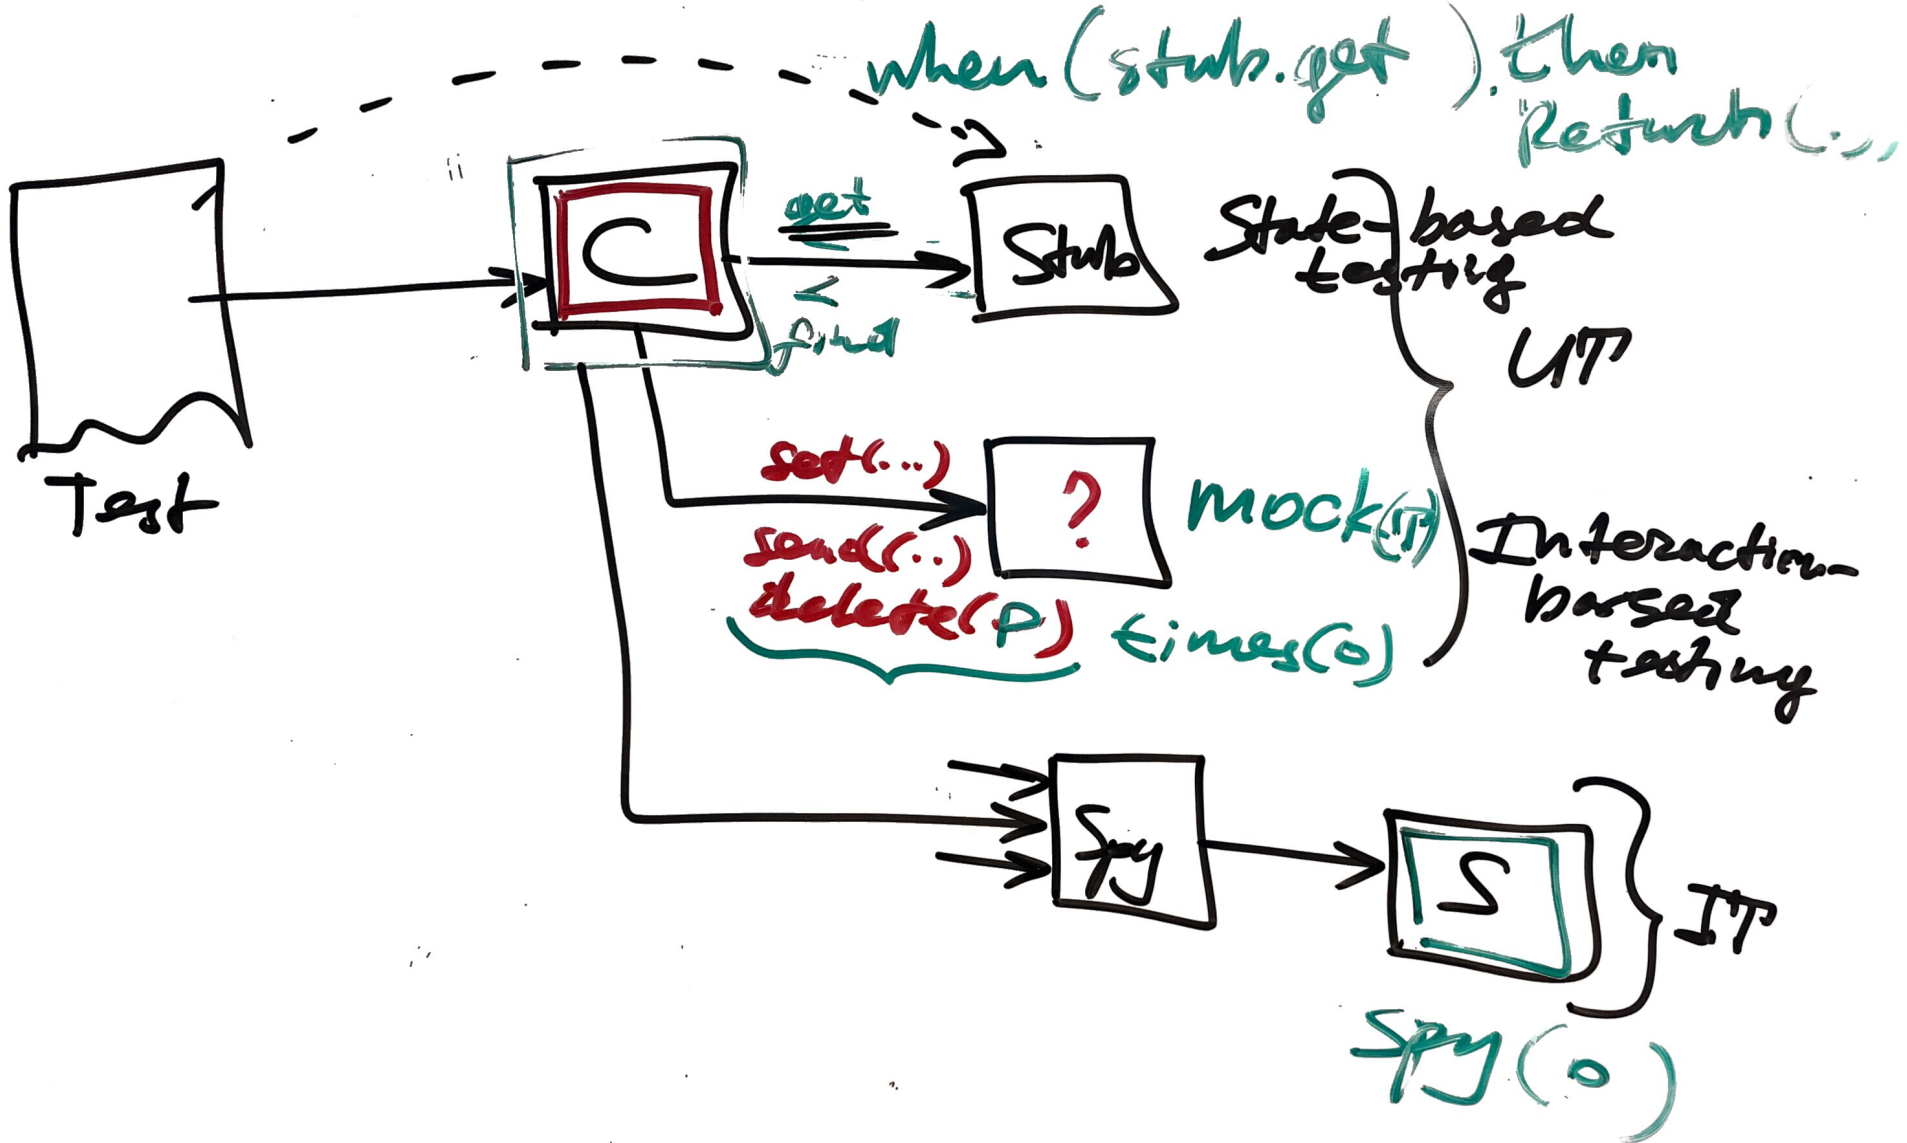 when(stub.get).then
Return(...
C
get
Stub
State-based
testing
find
UT
Test
set(...)
?
mock(IT)
send(..)
delete(P)
times(0)
Interaction-
based
testing
Spy
S
IT
Spy(o)